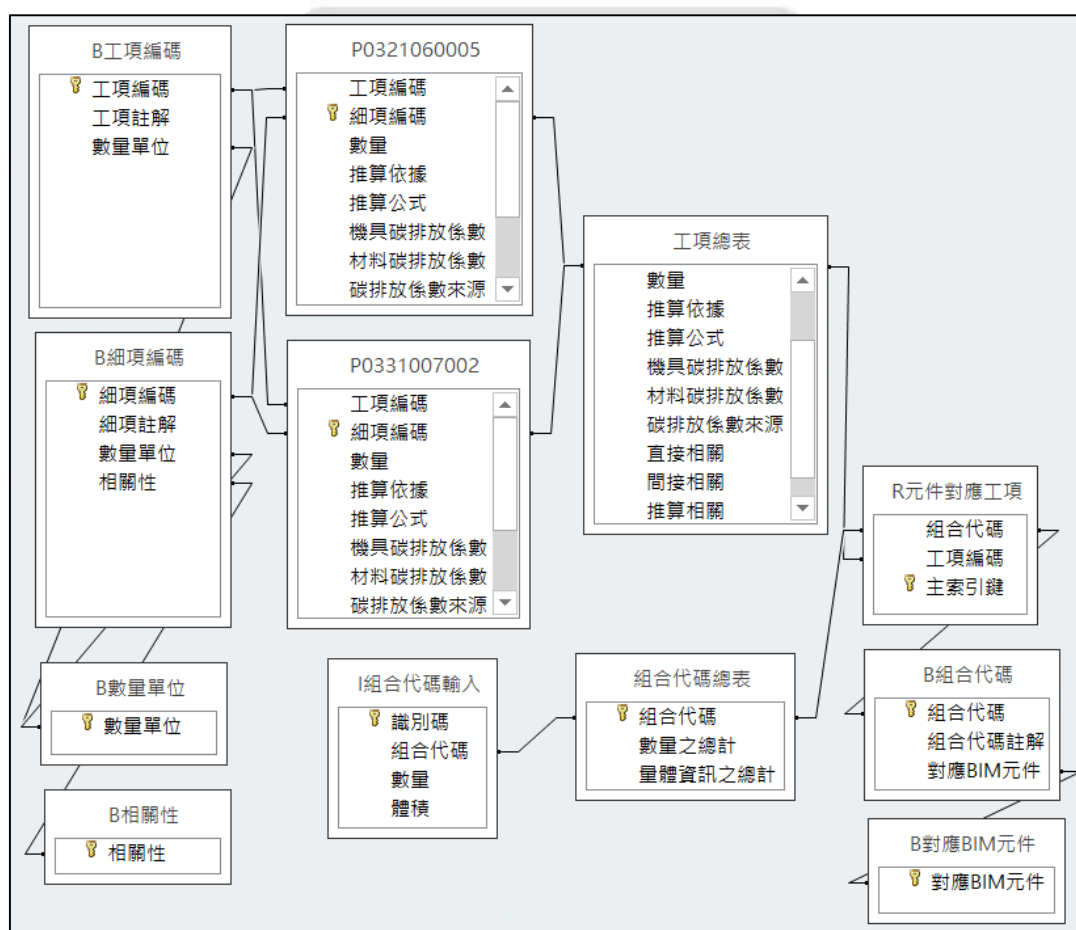 B工項編碼
工項編碼
工項註解
數量單位
P0321060005
工項編碼
細項編碼
數量
推算依據
推算公式
機具碳排放係數
材料碳排放係數
碳排放係數來源
B細項編碼
細項編碼
細項註解
數量單位
相關性
P0331007002
工項編碼
細項編碼
數量
推算依據
推算公式
機具碳排放係數
材料碳排放係數
碳排放係數來源
工項總表
數量
推算依據
推算公式
機具碳排放係數
材料碳排放係數
碳排放係數來源
直接相關
間接相關
推算相關
R元件對應工項
組合代碼
工項編碼
主索引鍵
B數量單位
數量單位
B相關性
相關性
I組合代碼輸入
識別碼
組合代碼
數量
體積
組合代碼總表
組合代碼
數量之總計
量體資訊之總計
B組合代碼
組合代碼
組合代碼註解
對應BIM元件
B對應BIM元件
對應BIM元件